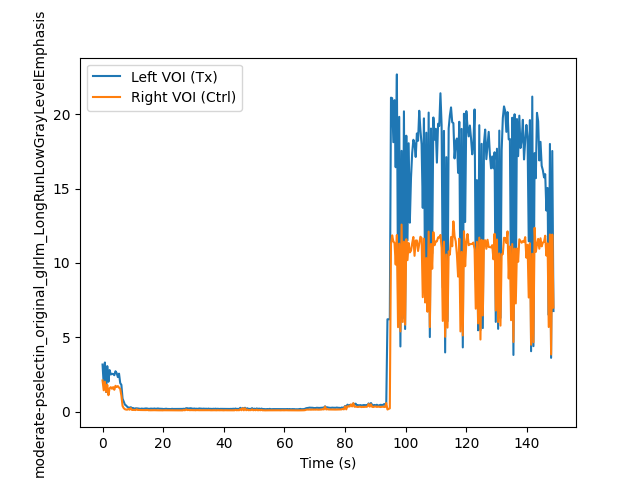 moderate-pselectin_original_glrlm_LongRunLowGrayLevelEmphasis
Left VOI (Tx)
Right VOI (Ctrl)
20
15
10
5
0
0 20 40 60 80 100 120 140
Time (s)